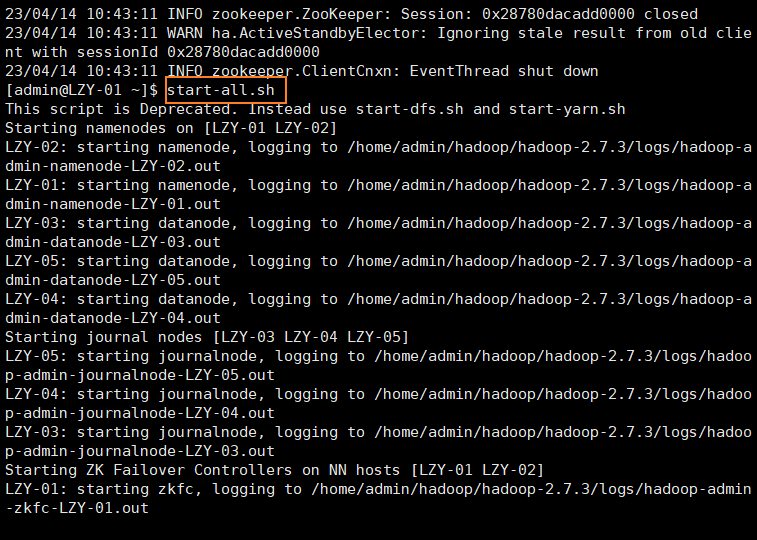 23/04/14 10:43:11 INFO zookeeper.ZooKeeper: Session: 0x28780dacadd0000 closed
23/04/14 10:43:11 WARN ha.ActiveStandbyElector: Ignoring stale result from old clie
nt with sessionId 0x28780dacadd0000
23/04/14 10:43:11 INFO zookeeper.ClientCnxn: EventThread shut down
[admin@LZY-01 ~]$ start-all.sh
This script is Deprecated. Instead use start-dfs.sh and start-yarn.sh
Starting namenodes on [LZY-01 LZY-02]
LZY-02: starting namenode, logging to /home/admin/hadoop/hadoop-2.7.3/logs/hadoop-a
dmin-namenode-LZY-02.out
LZY-01: starting namenode, logging to /home/admin/hadoop/hadoop-2.7.3/logs/hadoop-a
dmin-namenode-LZY-01.out
LZY-03: starting datanode, logging to /home/admin/hadoop/hadoop-2.7.3/logs/hadoop-a
dmin-datanode-LZY-03.out
LZY-05: starting datanode, logging to /home/admin/hadoop/hadoop-2.7.3/logs/hadoop-a
dmin-datanode-LZY-05.out
LZY-04: starting datanode, logging to /home/admin/hadoop/hadoop-2.7.3/logs/hadoop-a
dmin-datanode-LZY-04.out
Starting journal nodes [LZY-03 LZY-04 LZY-05]
LZY-05: starting journalnode, logging to /home/admin/hadoop/hadoop-2.7.3/logs/hadoo
p-admin-journalnode-LZY-05.out
LZY-04: starting journalnode, logging to /home/admin/hadoop/hadoop-2.7.3/logs/hadoo
p-admin-journalnode-LZY-04.out
LZY-03: starting journalnode, logging to /home/admin/hadoop/hadoop-2.7.3/logs/hadoo
p-admin-journalnode-LZY-03.out
Starting ZK Failover Controllers on NN hosts [LZY-01 LZY-02]
LZY-01: starting zkfc, logging to /home/admin/hadoop/hadoop-2.7.3/logs/hadoop-admin
-zkfc-LZY-01.out